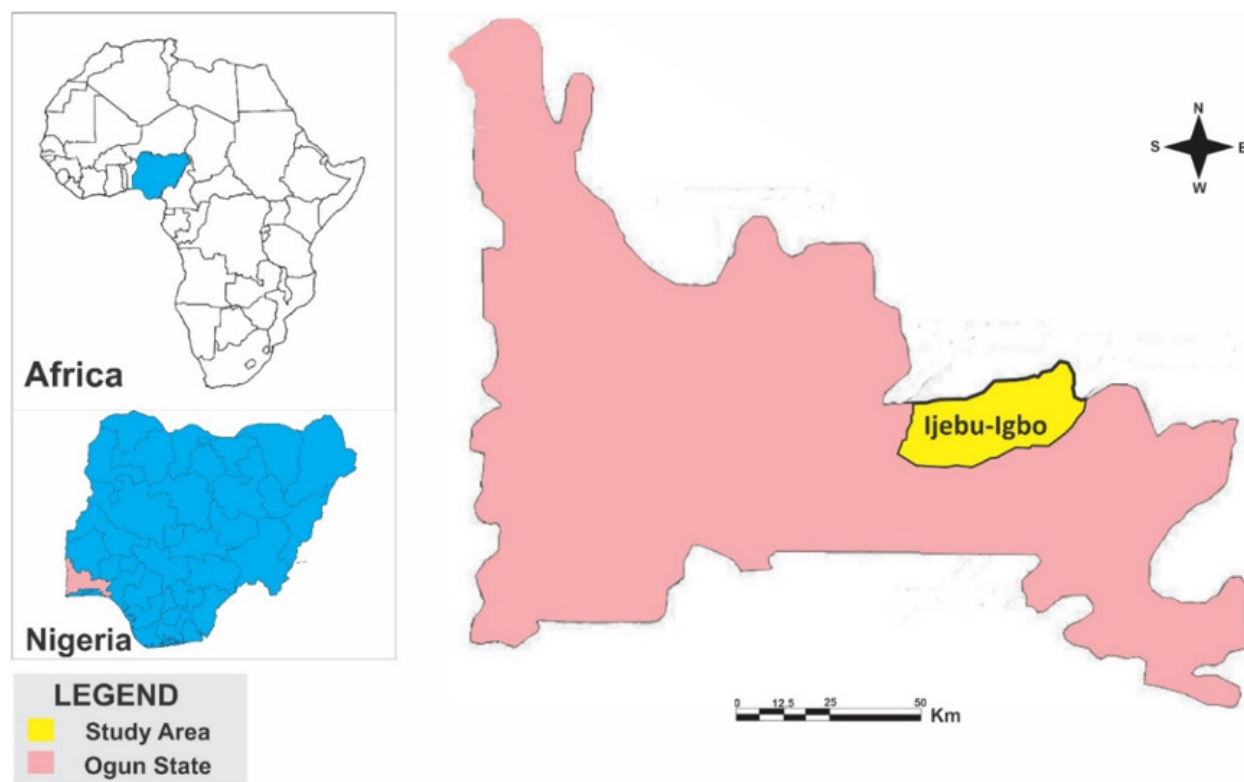 Africa
Nigeria
LEGEND
Study Area
Ogun State
N
S E
W
Ijebu-Igbo
0 12.5 25 50
Km